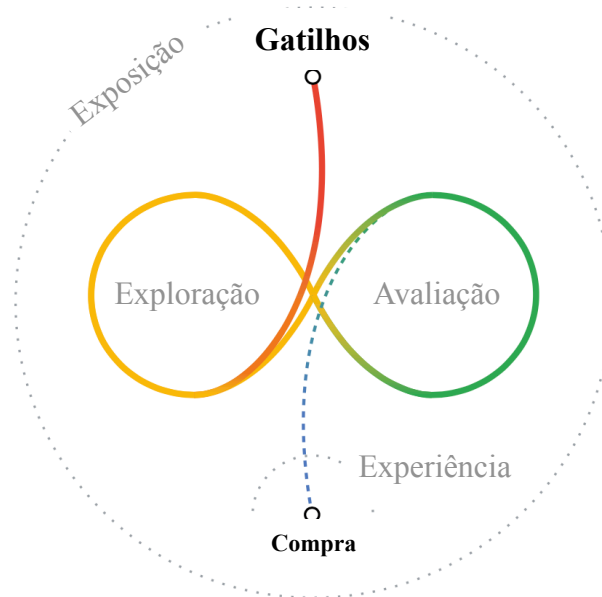 Gatilhos
Exposição
Exploração
Avaliação
Experiência
Compra